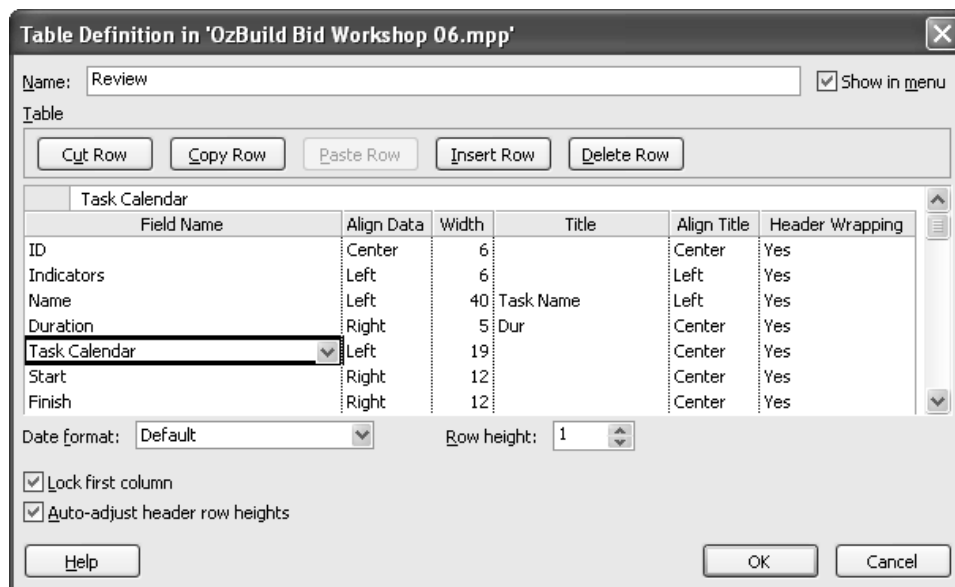 Table Definition in 'OzBuild Bid Workshop 06.mpp'
Name: Review Show in menu
Table
Cut Row Copy Row Paste Row Insert Row Delete Row
Task Calendar
Field Name Align Data Width Title Align Title Header Wrapping
ID Center 6 Center Yes
Indicators Left 6 Left Yes
Name Left 40 Task Name Left Yes
Duration Right 5 Dur Center Yes
Task Calendar Left 19 Center Yes
Start Right 12 Center Yes
Finish Right 12 Center Yes
Date format: Default Row height: 1
Lock first column
Auto-adjust header row heights
Help OK Cancel